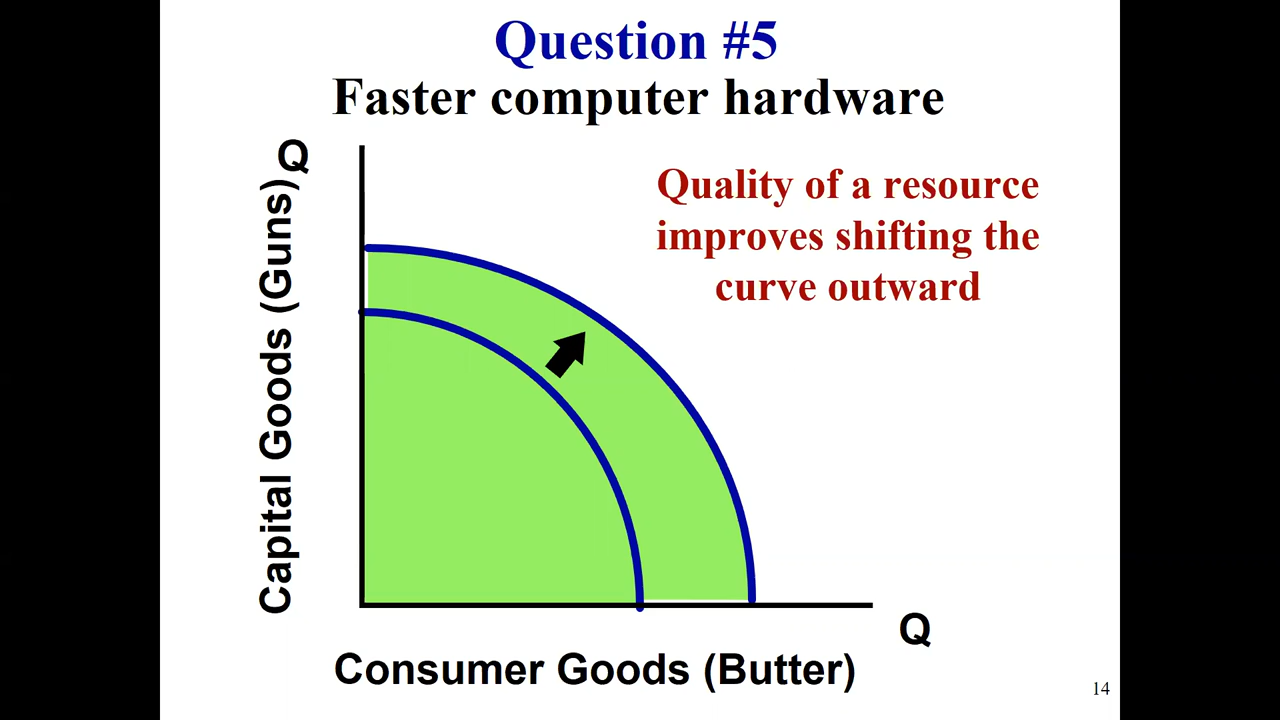 Question #5
Faster computer hardware
Q
Capital Goods (Guns)
Quality of a resource
improves shifting the
curve outward
Q
Consumer Goods (Butter)
14